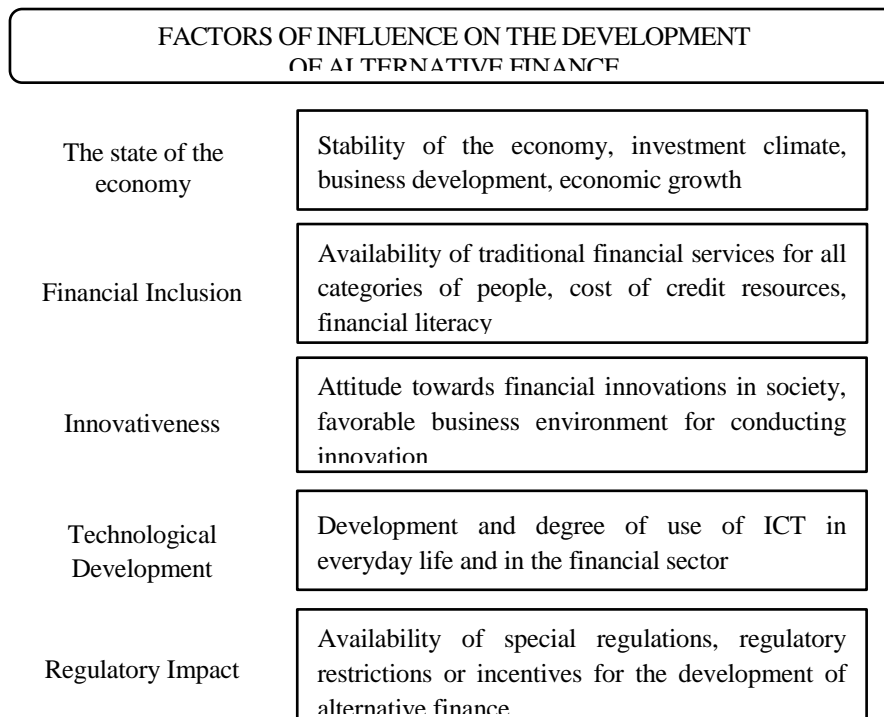 FACTORS OF INFLUENCE ON THE DEVELOPMENT
OF ALTERNATIVE FINANCE
The state of the
economy
Stability of the economy, investment climate,
business development, economic growth
Financial Inclusion
Availability of traditional financial services for all
categories of people, cost of credit resources,
financial literacy
Innovativeness
Attitude towards financial innovations in society,
favorable business environment for conducting
innovation
Technological
Development
Development and degree of use of ICT in
everyday life and in the financial sector
Regulatory Impact
Availability of special regulations, regulatory
restrictions or incentives for the development of
alternative finance